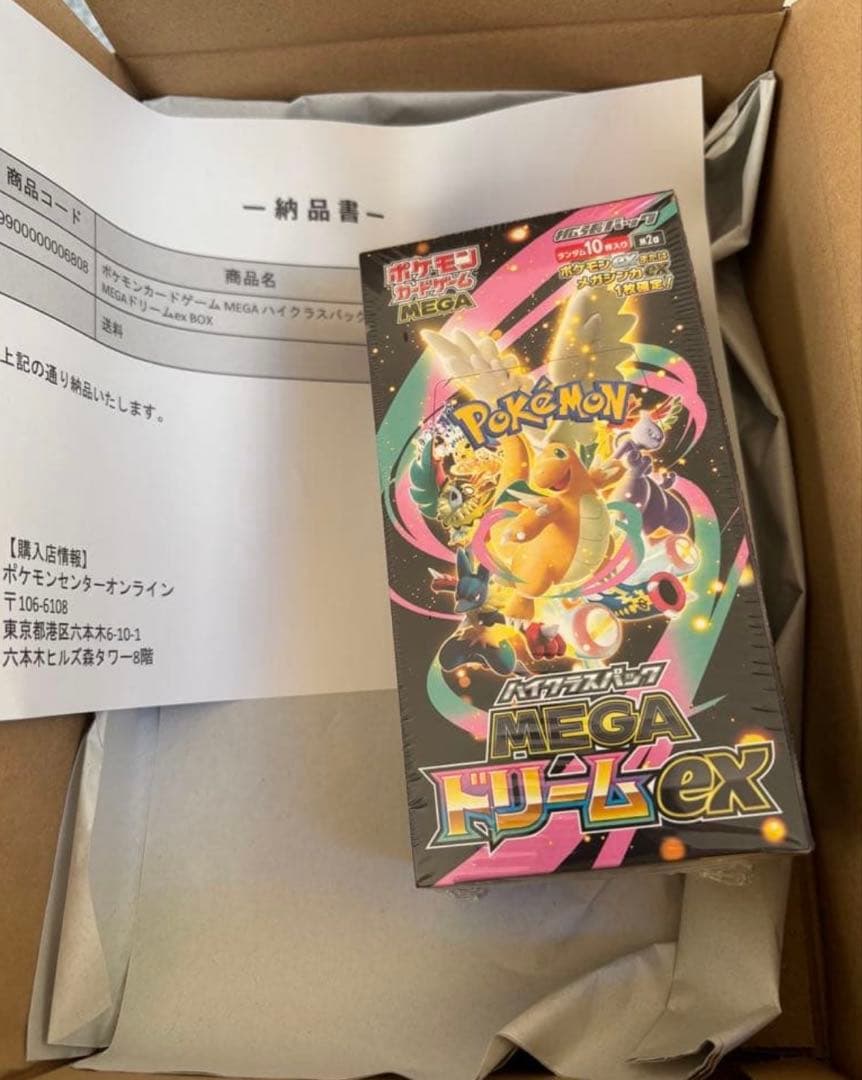 ー納品書ー
商品コード
商品名
9900000006808
ポケモンカードゲーム MEGA ハイクラスパック
MEGAドリームex BOX
送料
上記の通り納品いたします。
【購入店情報】
ポケモンセンターオンライン
〒106-6108
東京都港区六本木6-10-1
六本木ヒルズ森タワー8階
ポケモン
カードゲーム
MEGA
拡張パック
ランダム10枚入り
ポケモンexまたは
メガシンカex
1枚確定!
POKéMON
ハイクラスパック
MEGA
ドリームex